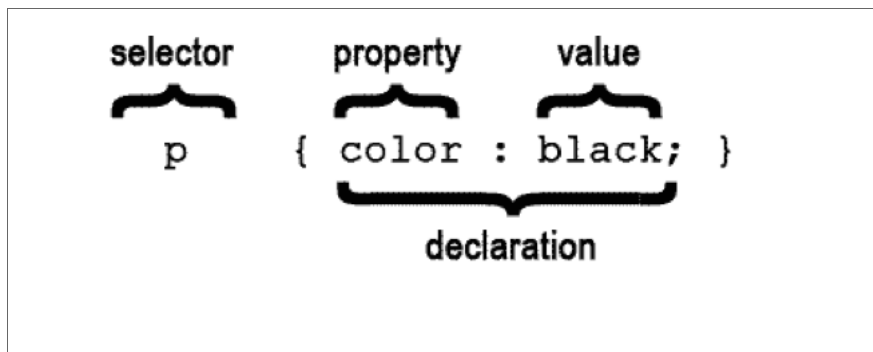 selector property value
p { color : black; }
declaration